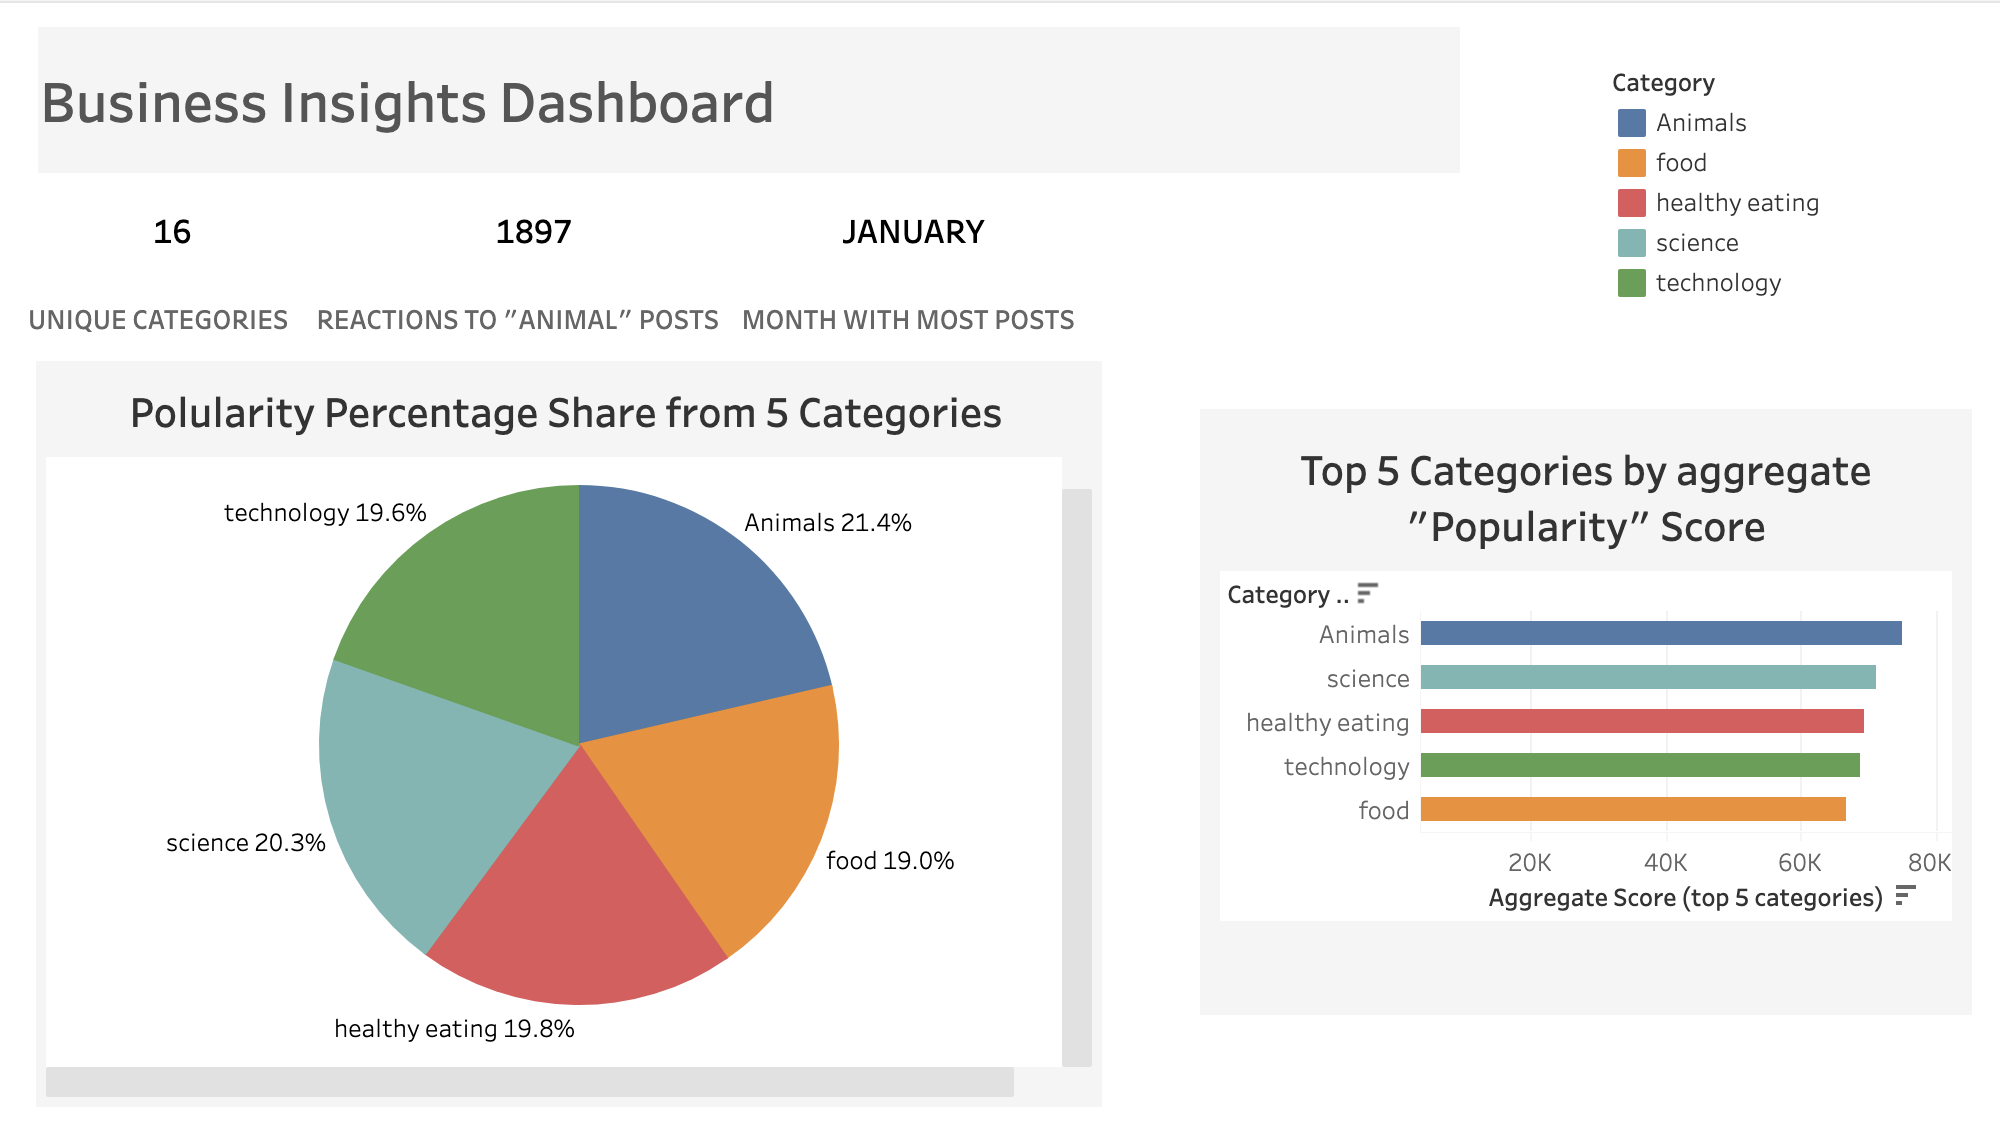 Business Insights Dashboard
Category
Animals
food
healthy eating
science
technology
16
1897
JANUARY
UNIQUE CATEGORIES
REACTIONS TO "ANIMAL" POSTS
MONTH WITH MOST POSTS
Polularity Percentage Share from 5 Categories
technology 19.6%
Animals 21.4%
science 20.3%
food 19.0%
healthy eating 19.8%
Top 5 Categories by aggregate
"Popularity" Score
Category ..
Animals
science
healthy eating
technology
food
20K 40K 60K 80K
Aggregate Score (top 5 categories)